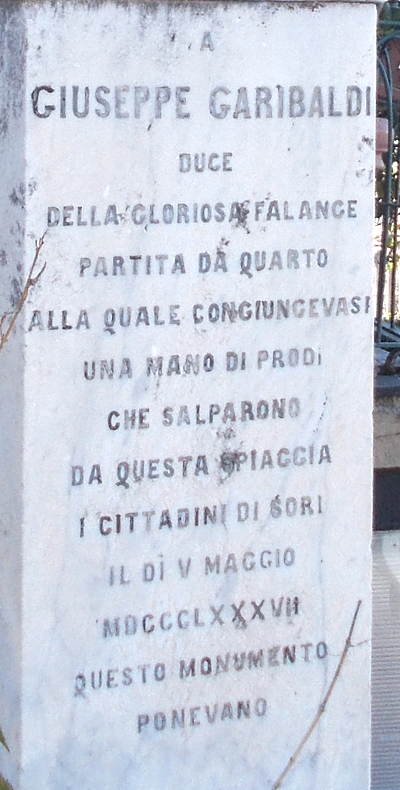 A
GIUSEPPE GARIBALDI
DUCE
DELLA GLORIOSA FALANGE
PARTITA DA QUARTO
ALLA QUALE CONGIUNGEVASI
UNA MANO DI PRODI
CHE SALPARONO
DA QUESTA SPIAGGIA
I CITTADINI DI SORI
IL DÌ V MAGGIO
MDCCCLXXXVII
QUESTO MONUMENTO
PONEVANO